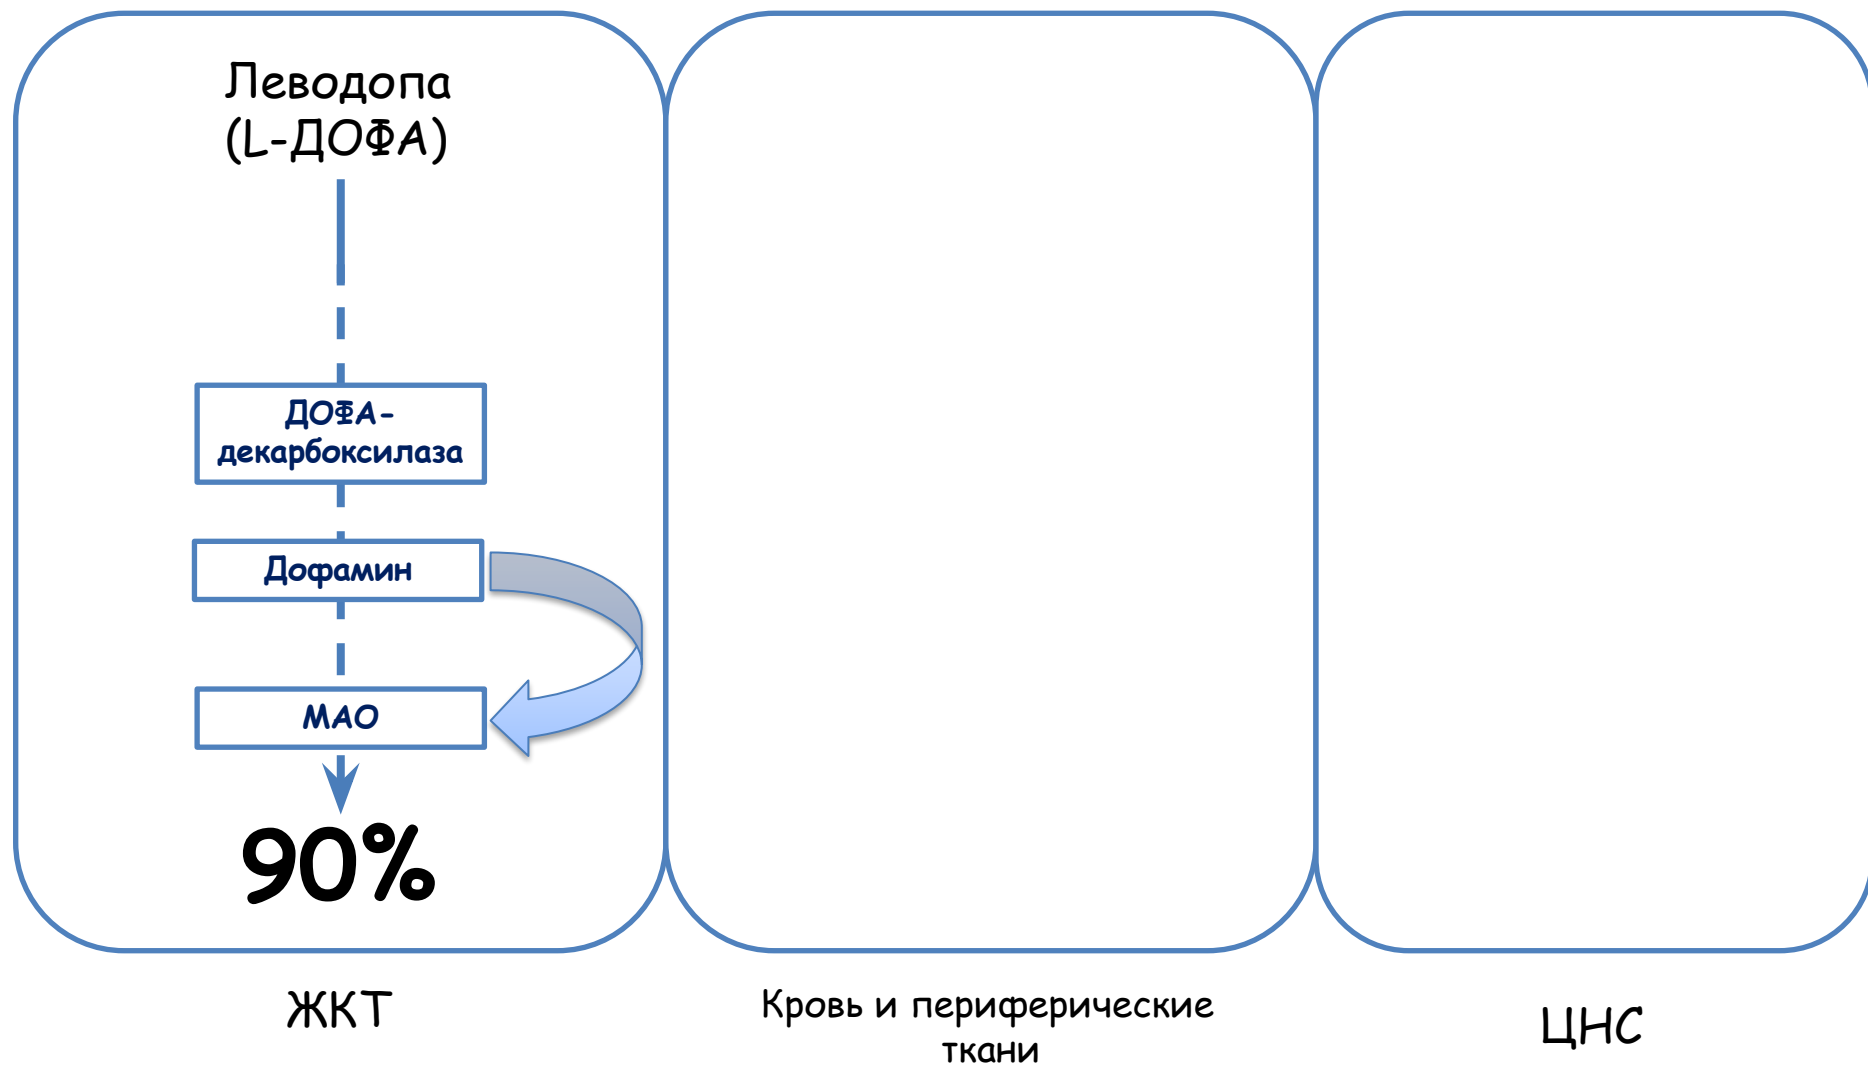 Леводопа
(L-ДОФА)
ДОФА-
декарбоксилаза
Дофамин
МАО
90%
ЖКТ
Кровь и периферические
ткани
ЦНС